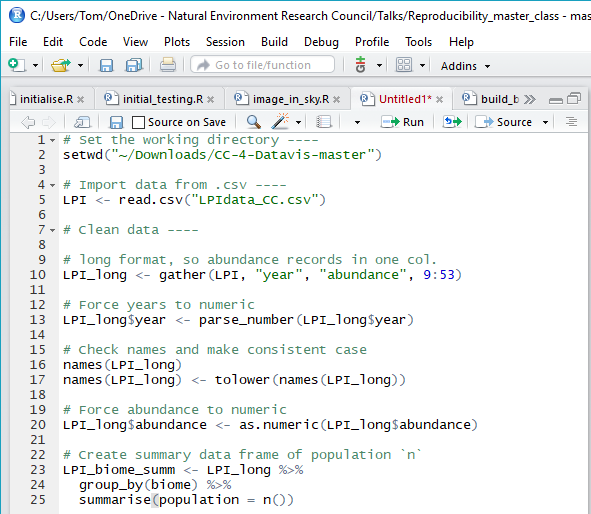 C:/Users/Tom/OneDrive - Natural Environment Research Council/Talks/Reproducibility_master_class - mas
File Edit Code View Plots Session Build Debug Profile Tools Help
Go to file/function Addins
initialise.R initial_testing.R image_in_sky.R Untitled1* build_b
Source on Save Run Source
1 # Set the working directory ----
2 setwd("~/Downloads/CC-4-Datavis-master")
3
4 # Import data from .csv ----
5 LPI <- read.csv("LPIdata_CC.csv")
6
7 # Clean data ----
8
9 # long format, so abundance records in one col.
10 LPI_long <- gather(LPI, "year", "abundance", 9:53)
11
12 # Force years to numeric
13 LPI_long$year <- parse_number(LPI_long$year)
14
15 # Check names and make consistent case
16 names(LPI_long)
17 names(LPI_long) <- tolower(names(LPI_long))
18
19 # Force abundance to numeric
20 LPI_long$abundance <- as.numeric(LPI_long$abundance)
21
22 # Create summary data frame of population `n`
23 LPI_biome_summ <- LPI_long %>%
24 group_by(biome) %>%
25 summarise(population = n())